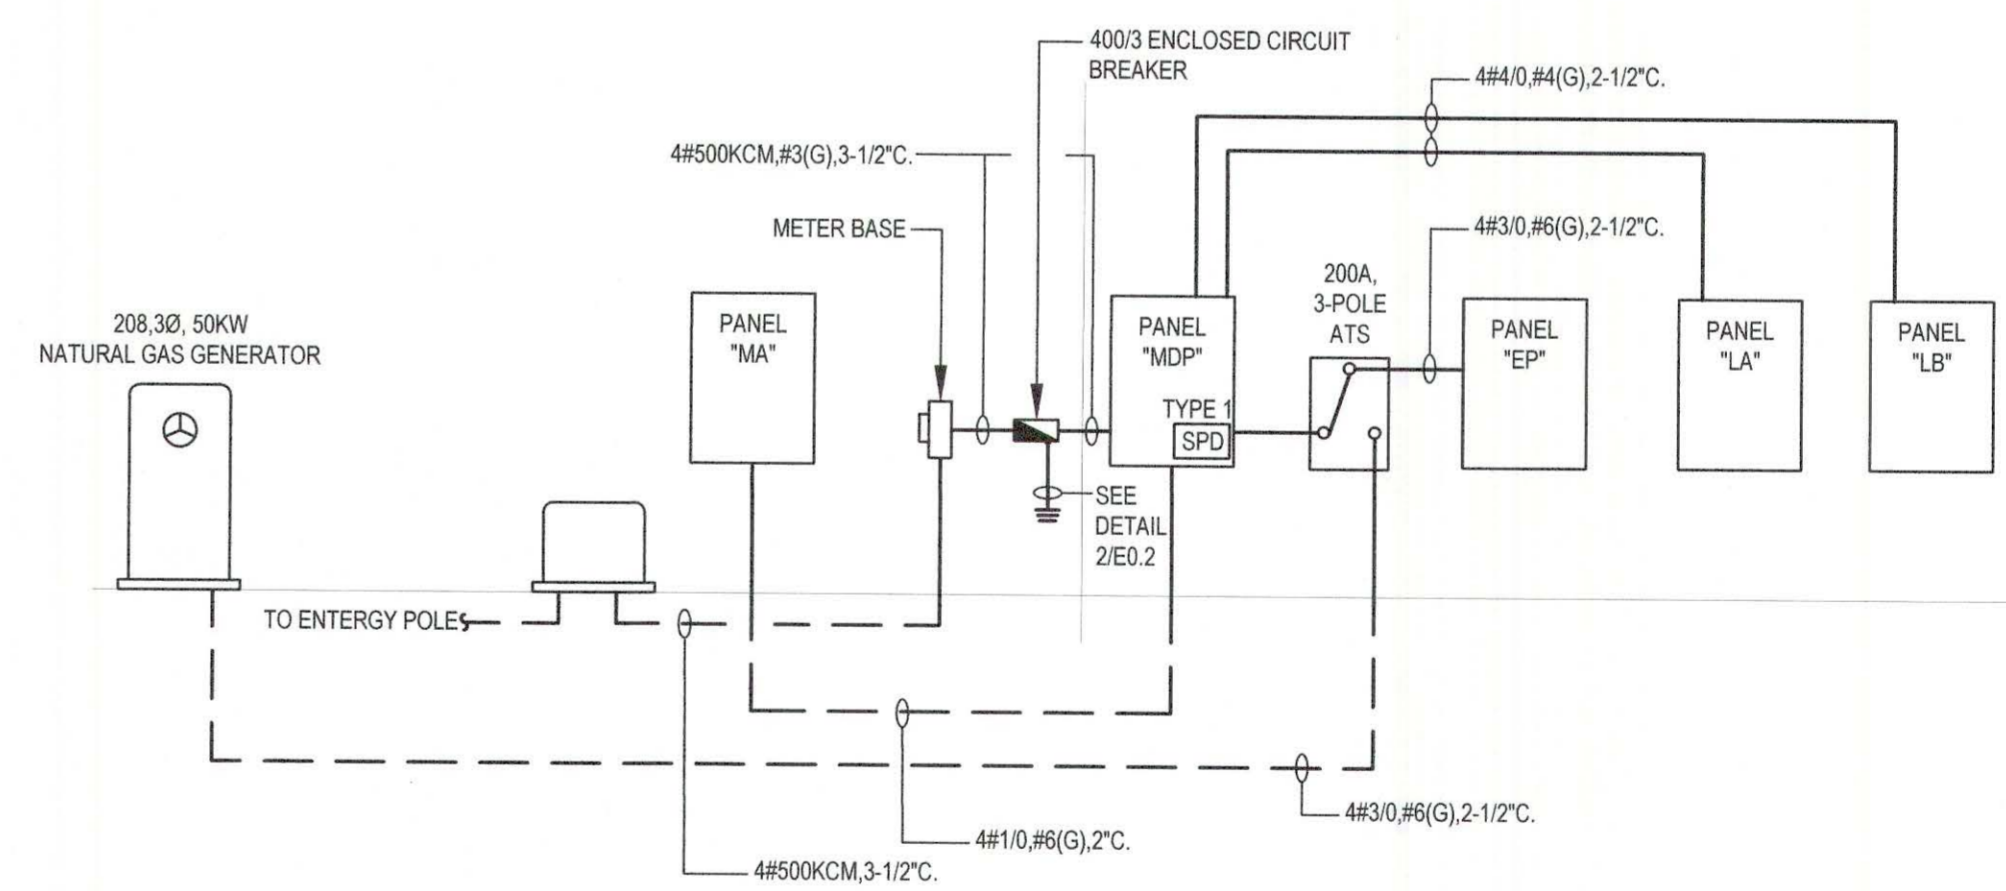 400/3 ENCLOSED CIRCUIT
BREAKER
4#4/0,#4(G),2-1/2"C.
4#500KCM,#3(G),3-1/2"C.
METER BASE
4#3/0,#6(G),2-1/2"C.
200A,
3-POLE
ATS
208,3Ø, 50KW
NATURAL GAS GENERATOR
PANEL
"MA"
PANEL
"MDP"
TYPE 1
SPD
PANEL
"EP"
PANEL
"LA"
PANEL
"LB"
SEE
DETAIL
2/E0.2
TO ENTERGY POLE
4#3/0,#6(G),2-1/2"C.
4#1/0,#6(G),2"C.
4#500KCM,3-1/2"C.